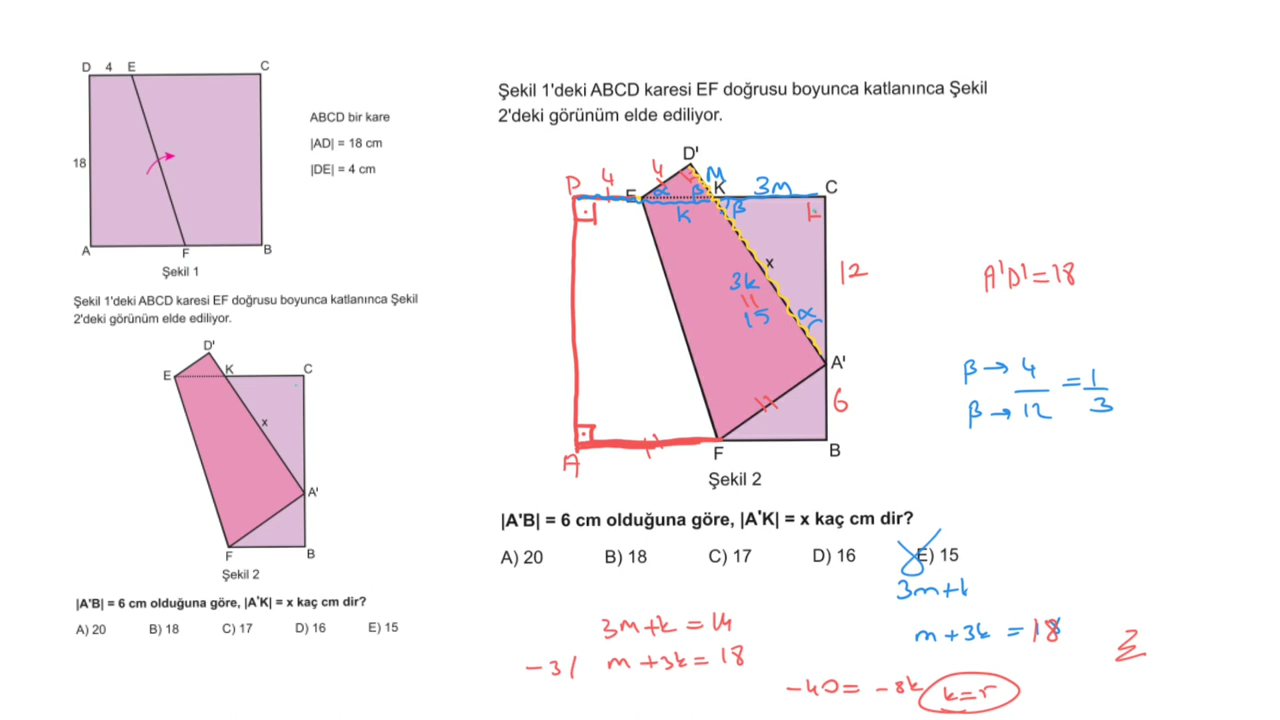 D 4 E C
18
A F B
Şekil 1
ABCD bir kare
|AD| = 18 cm
|DE| = 4 cm
Şekil 1'deki ABCD karesi EF doğrusu boyunca katlanınca Şekil
2'deki görünüm elde ediliyor.
D'
E K C
x
A'
F B
Şekil 2
|A'B| = 6 cm olduğuna göre, |A'K| = x kaç cm dir?
A) 20 B) 18 C) 17 D) 16 E) 15
Şekil 1'deki ABCD karesi EF doğrusu boyunca katlanınca Şekil
2'deki görünüm elde ediliyor.
D'
4 M
D 4 E α β K 3M C
k β
12
x
3k
11
15 α
A'
6
A F B
Şekil 2
A'D' = 18
β → 4
β → 12 = 1
3
|A'B| = 6 cm olduğuna göre, |A'K| = x kaç cm dir?
A) 20 B) 18 C) 17 D) 16 E) 15
3m+k
3m+k = 14
m+3k = 18
-3/ m+3k = 18
-40 = -8k k=5